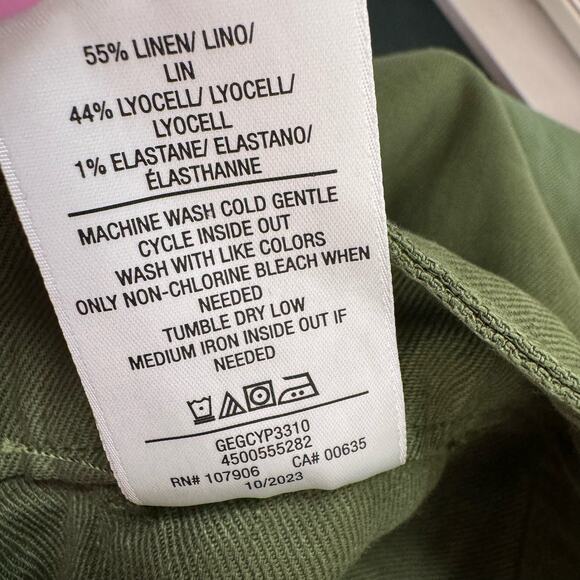 55% LINEN/ LINO/
LIN
44% LYOCELL/ LYOCELL/
LYOCELL
1% ELASTANE/ ELASTANO/
ÉLASTHANNE
MACHINE WASH COLD GENTLE
CYCLE INSIDE OUT
WASH WITH LIKE COLORS
ONLY NON-CHLORINE BLEACH WHEN
NEEDED
TUMBLE DRY LOW
MEDIUM IRON INSIDE OUT IF
NEEDED
GEGCYP3310
4500555282
RN# 107906 CA# 00635
10/2023